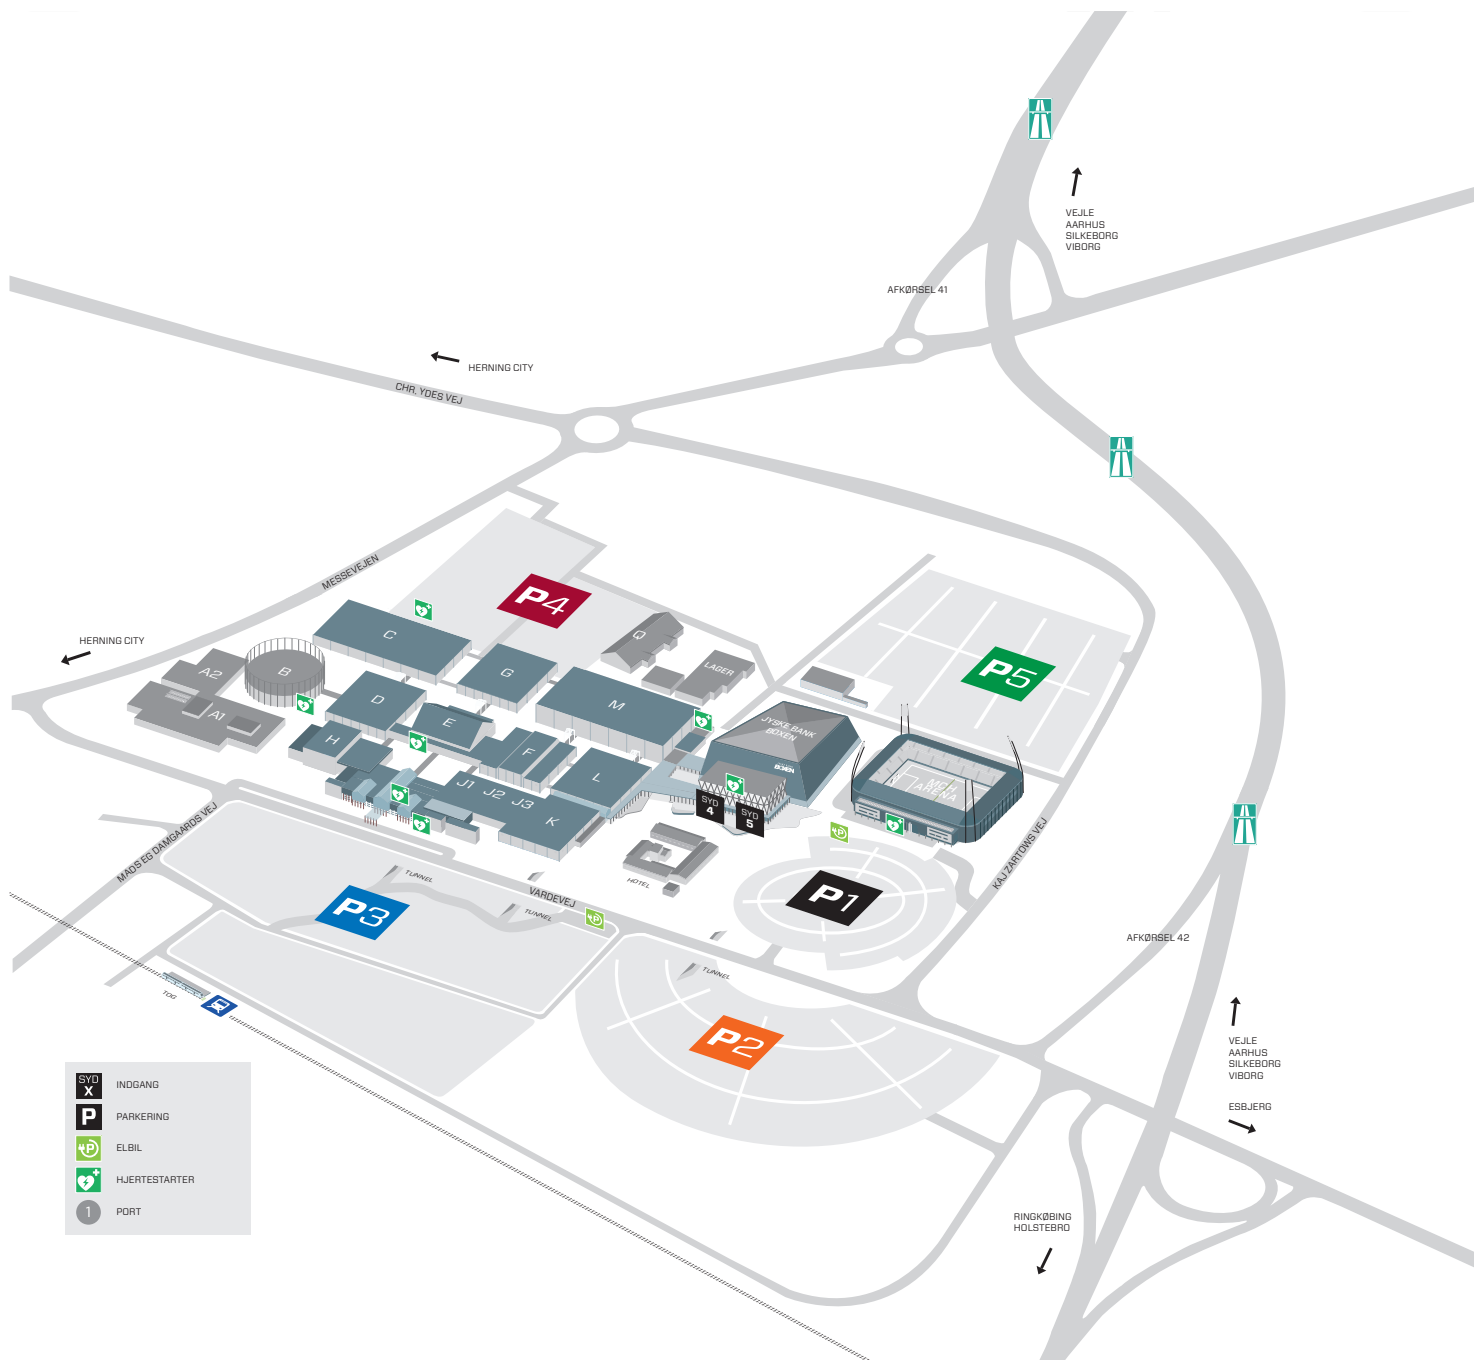 VEJLE
AARHUS
SILKEBORG
VIBORG
AFKØRSEL 41
HERNING CITY
CHR. YDES VEJ
MESSEVEJEN
HERNING CITY
P4
P5
C
Q
LAGER
G
B
A2
A1
D
M
E
H
F
L
J1
J2
J3
K
JYSKE BANK
BOXEN
BOXEN
MCH
ARENA
SYD
4
SYD
5
P
KAJ ZARTOWS VEJ
MADS EG DAMGAARDS VEJ
TUNNEL
VARDEVEJ
HOTEL
P1
P3
TUNNEL
P
AFKØRSEL 42
TUNNEL
TOG
P2
VEJLE
AARHUS
SILKEBORG
VIBORG
ESBJERG
RINGKØBING
HOLSTEBRO
SYD
X
INDGANG
P
PARKERING
P
ELBIL
HJERTESTARTER
1
PORT